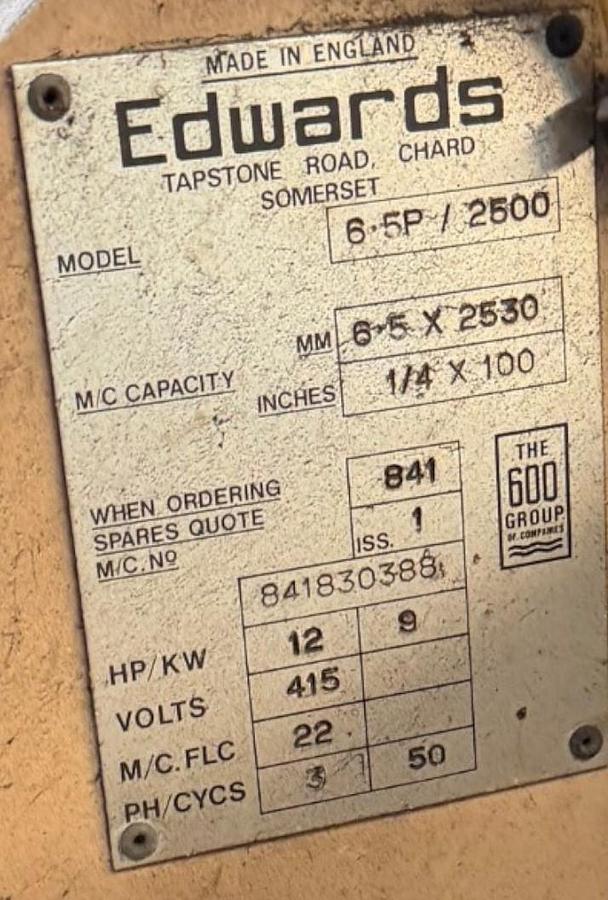 MADE IN ENGLAND
Edwards
TAPSTONE ROAD, CHARD
SOMERSET
MODEL 6·5P / 2500
MM 6·5 X 2530
M/C CAPACITY
INCHES 1/4 X 100
WHEN ORDERING 841
SPARES QUOTE ISS. 1
M/C. Nº 841830388
THE
600
GROUP
OF COMPANIES
HP/KW 12 9
VOLTS 415
M/C. FLC 22
PH/CYCS 3 50